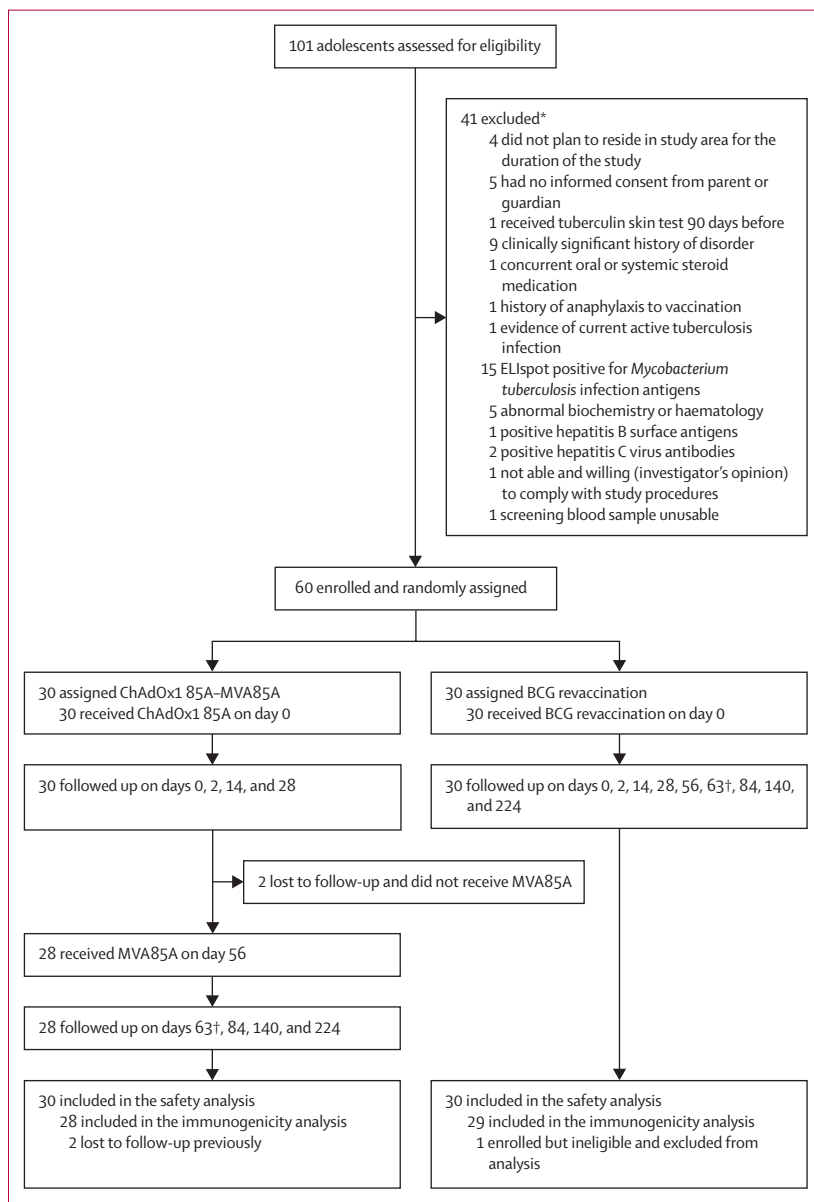 101 adolescents assessed for eligibility
41 excluded*
4 did not plan to reside in study area for the
duration of the study
5 had no informed consent from parent or
guardian
1 received tuberculin skin test 90 days before
9 clinically significant history of disorder
1 concurrent oral or systemic steroid
medication
1 history of anaphylaxis to vaccination
1 evidence of current active tuberculosis
infection
15 ELIspot positive for Mycobacterium
tuberculosis infection antigens
5 abnormal biochemistry or haematology
1 positive hepatitis B surface antigens
2 positive hepatitis C virus antibodies
1 not able and willing (investigator's opinion)
to comply with study procedures
1 screening blood sample unusable
60 enrolled and randomly assigned
30 assigned ChAdOx1 85A–MVA85A
30 received ChAdOx1 85A on day 0
30 assigned BCG revaccination
30 received BCG revaccination on day 0
30 followed up on days 0, 2, 14, and 28
30 followed up on days 0, 2, 14, 28, 56, 63†, 84, 140,
and 224
2 lost to follow-up and did not receive MVA85A
28 received MVA85A on day 56
28 followed up on days 63†, 84, 140, and 224
30 included in the safety analysis
28 included in the immunogenicity analysis
2 lost to follow-up previously
30 included in the safety analysis
29 included in the immunogenicity analysis
1 enrolled but ineligible and excluded from
analysis